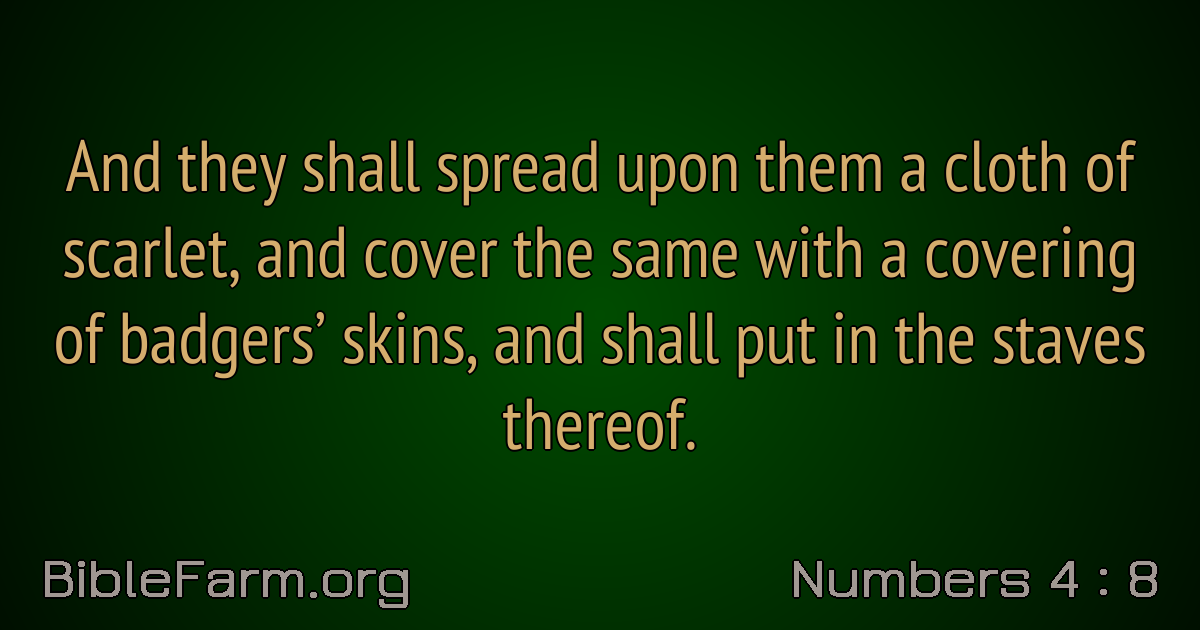 And they shall spread upon them a cloth of
scarlet, and cover the same with a covering
of badgers’ skins, and shall put in the staves
thereof.
BibleFarm.org
Numbers 4 : 8